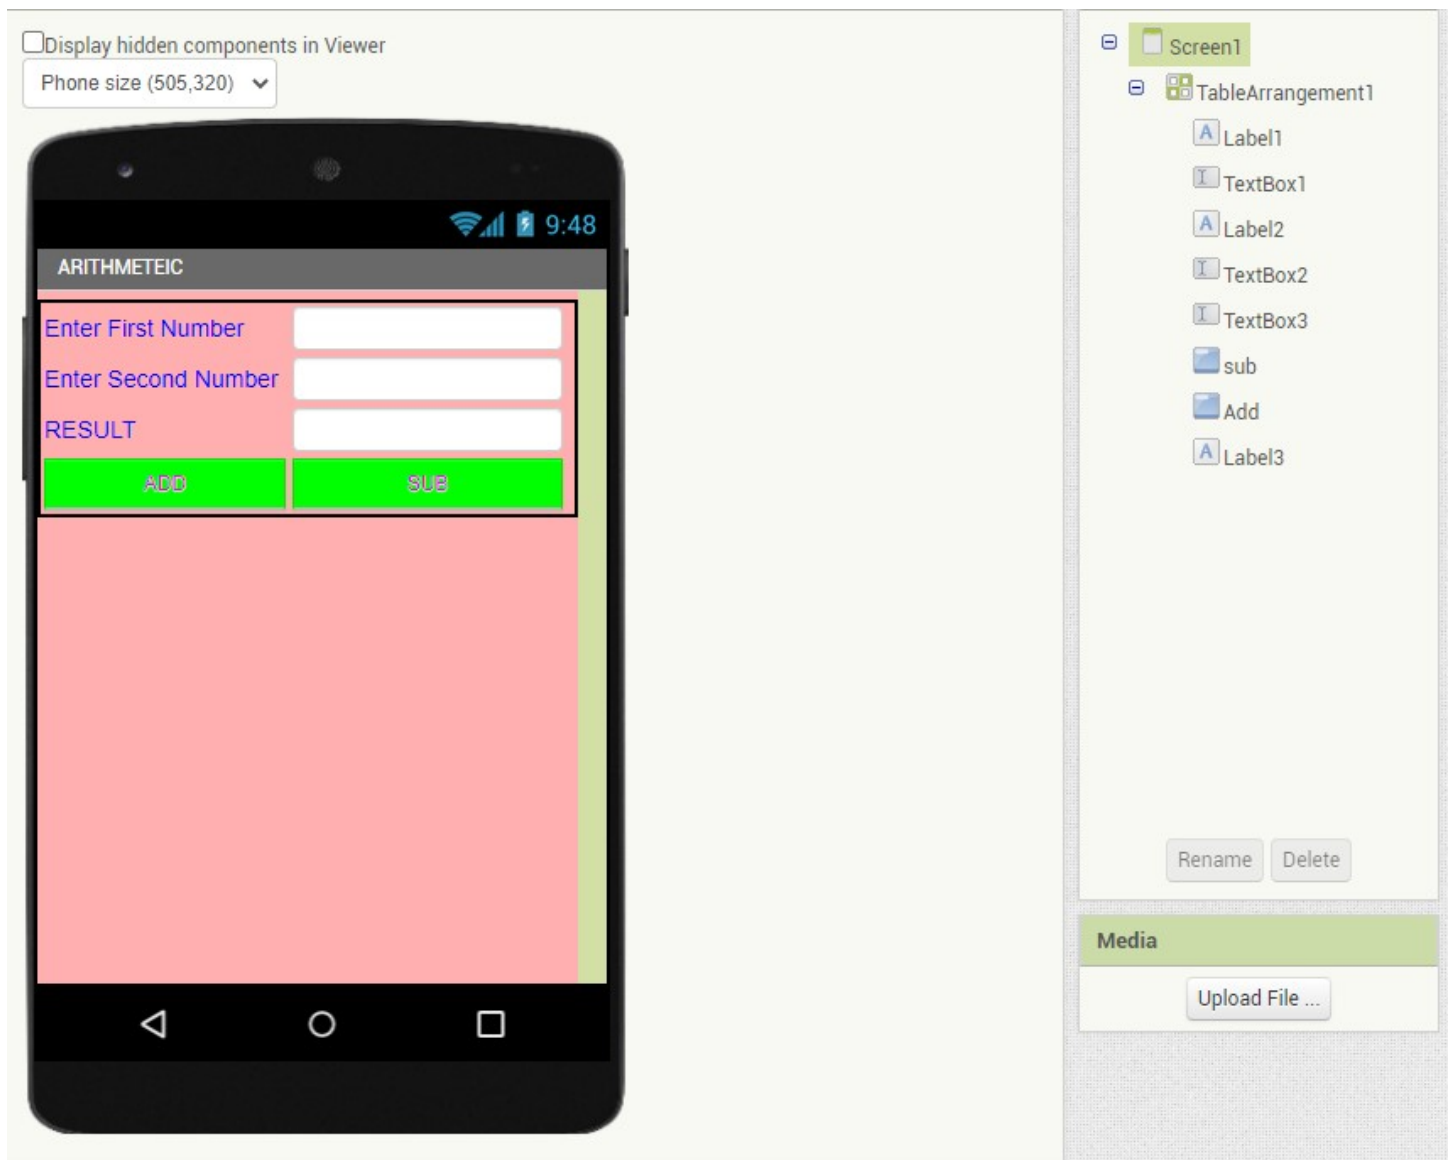 Display hidden components in Viewer
Phone size (505,320)
9:48
ARITHMETEIC
Enter First Number
Enter Second Number
RESULT
ADD SUB
Screen1
TableArrangement1
A Label1
TextBox1
A Label2
TextBox2
TextBox3
sub
Add
A Label3
Rename Delete
Media
Upload File ...